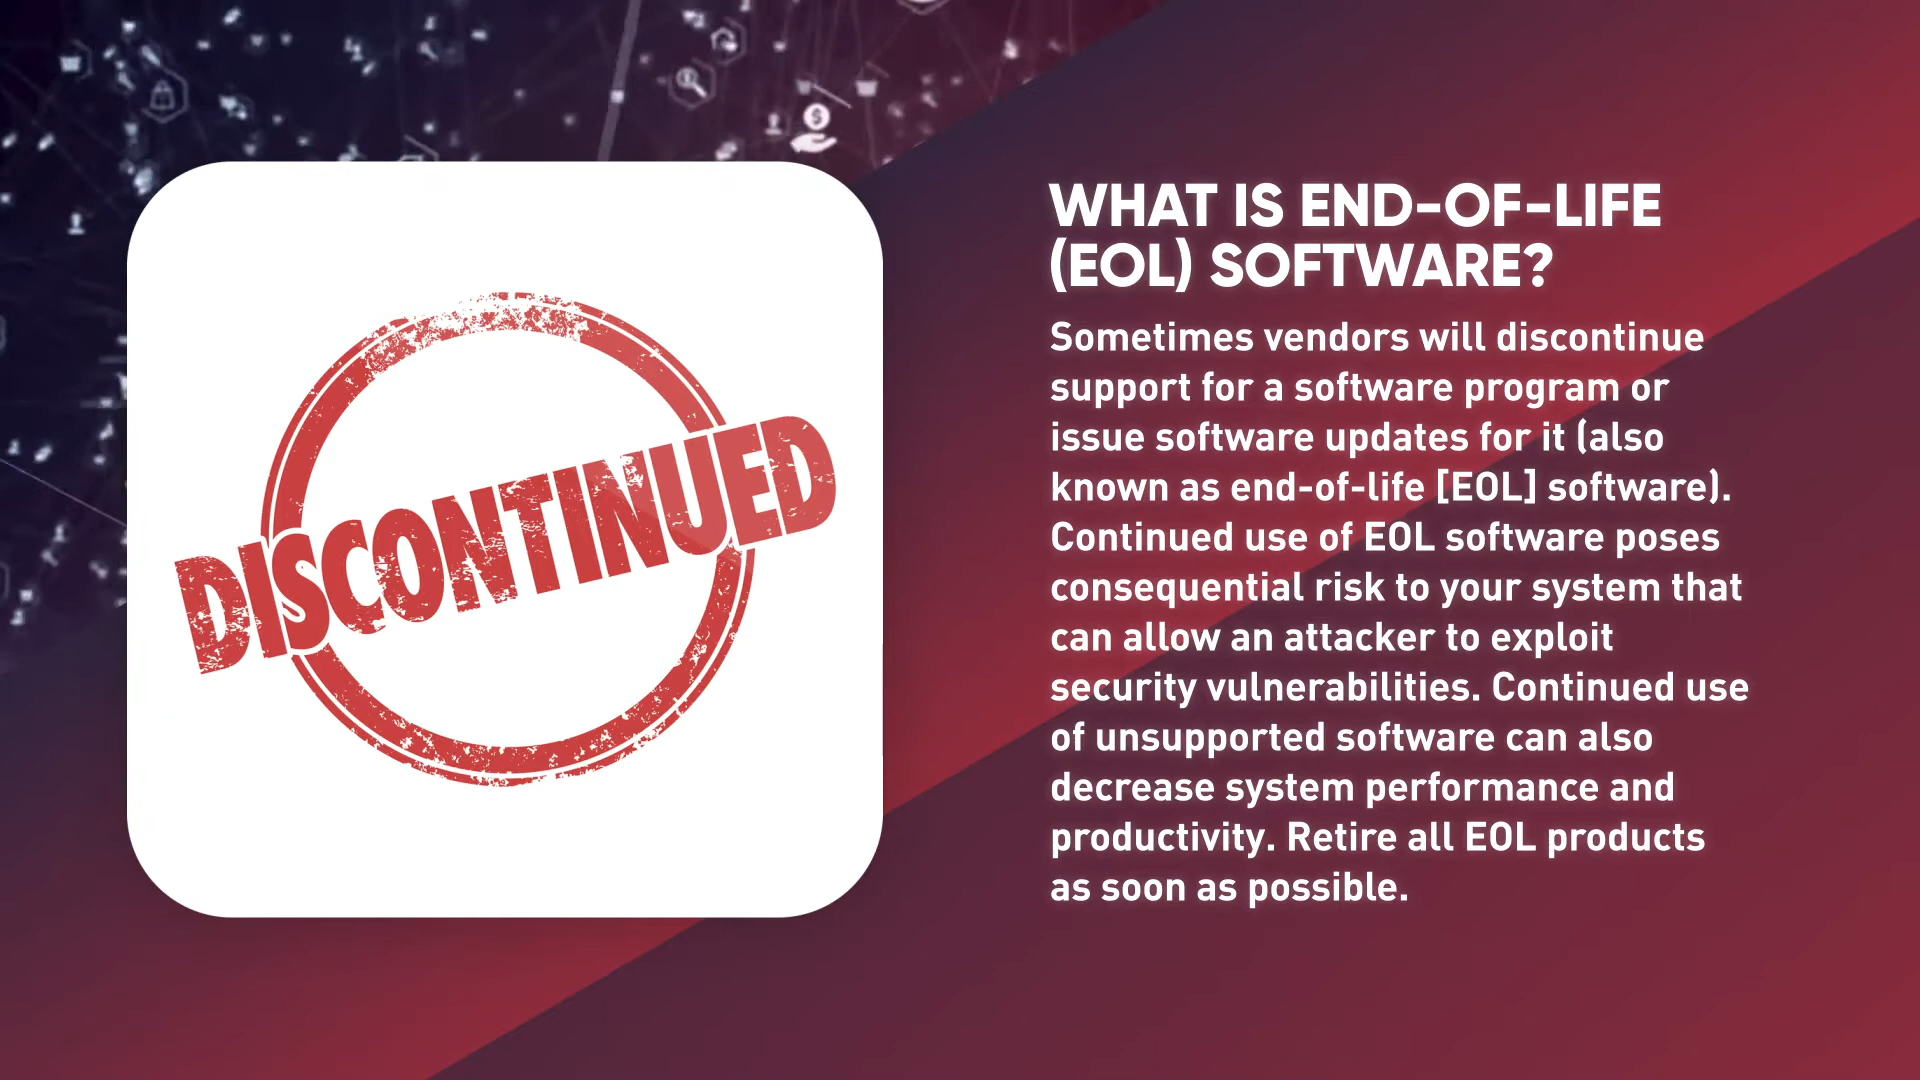 DISCONTINUED
WHAT IS END-OF-LIFE
(EOL) SOFTWARE?
Sometimes vendors will discontinue
support for a software program or
issue software updates for it (also
known as end-of-life [EOL] software).
Continued use of EOL software poses
consequential risk to your system that
can allow an attacker to exploit
security vulnerabilities. Continued use
of unsupported software can also
decrease system performance and
productivity. Retire all EOL products
as soon as possible.